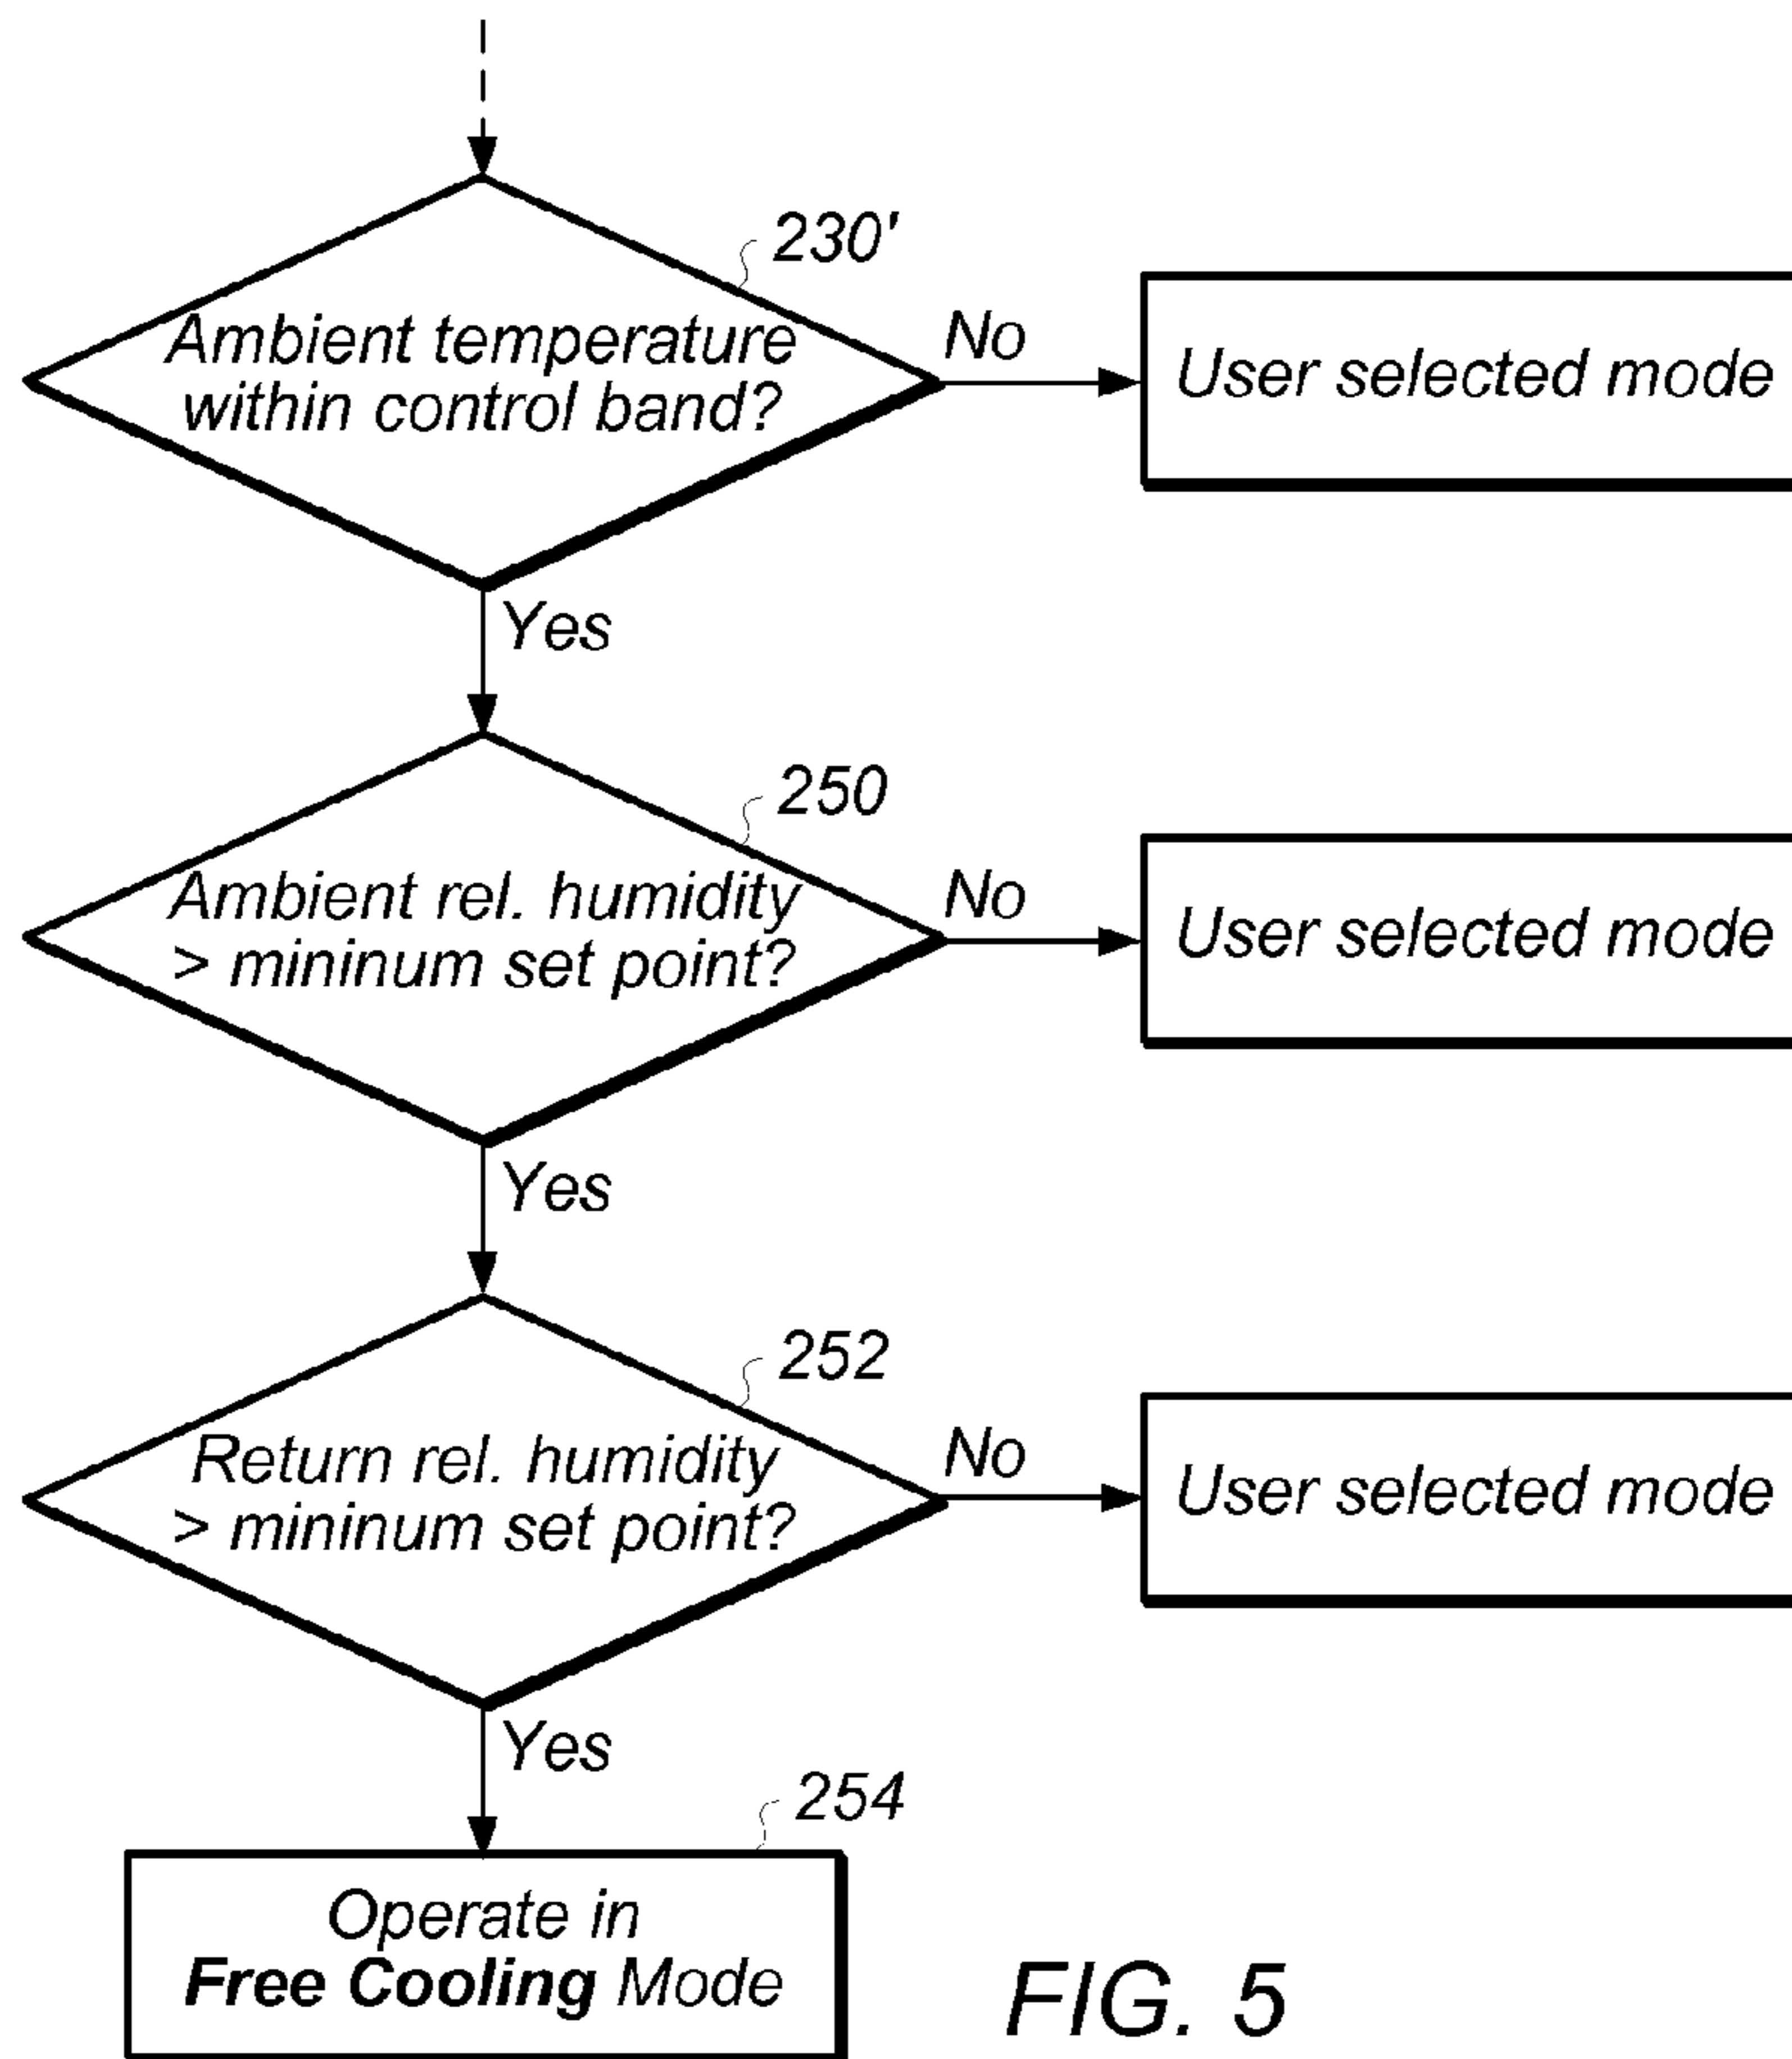 230'
Ambient temperature
within control band?
No
User selected mode
Yes
250
Ambient rel. humidity
> mininum set point?
No
User selected mode
Yes
252
Return rel. humidity
> mininum set point?
No
User selected mode
Yes
254
Operate in
Free Cooling Mode
FIG. 5